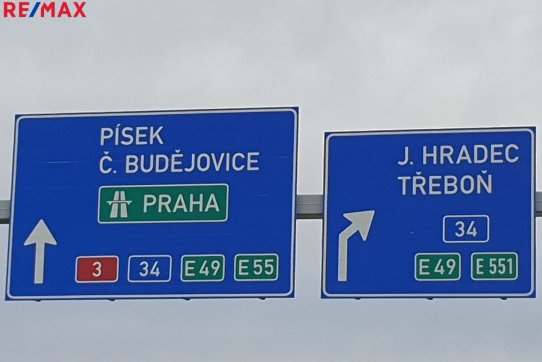 RE/MAX
PÍSEK
Č. BUDĚJOVICE
PRAHA
3 34 E 49 E 55
J. HRADEC
TŘEBOŇ
34
E 49 E 551